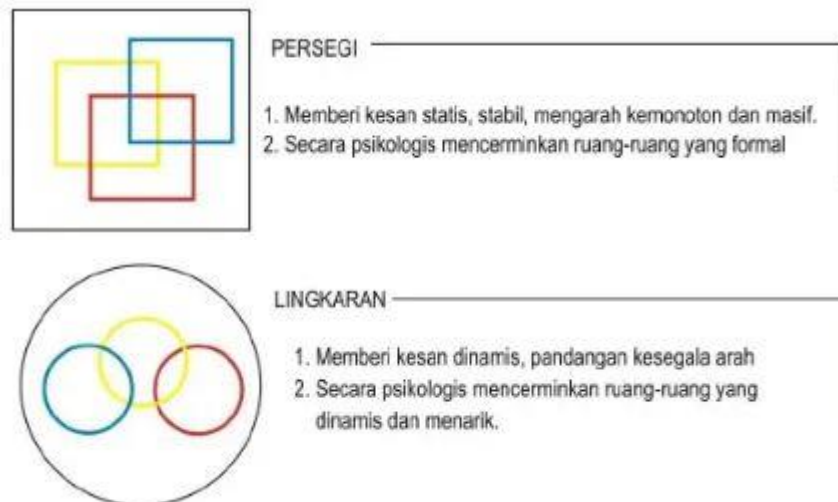 PERSEGI
1. Memberi kesan statis, stabil, mengarah kemonoton dan masif.
2. Secara psikologis mencerminkan ruang-ruang yang formal
LINGKARAN
1. Memberi kesan dinamis, pandangan kesegala arah
2. Secara psikologis mencerminkan ruang-ruang yang
dinamis dan menarik.